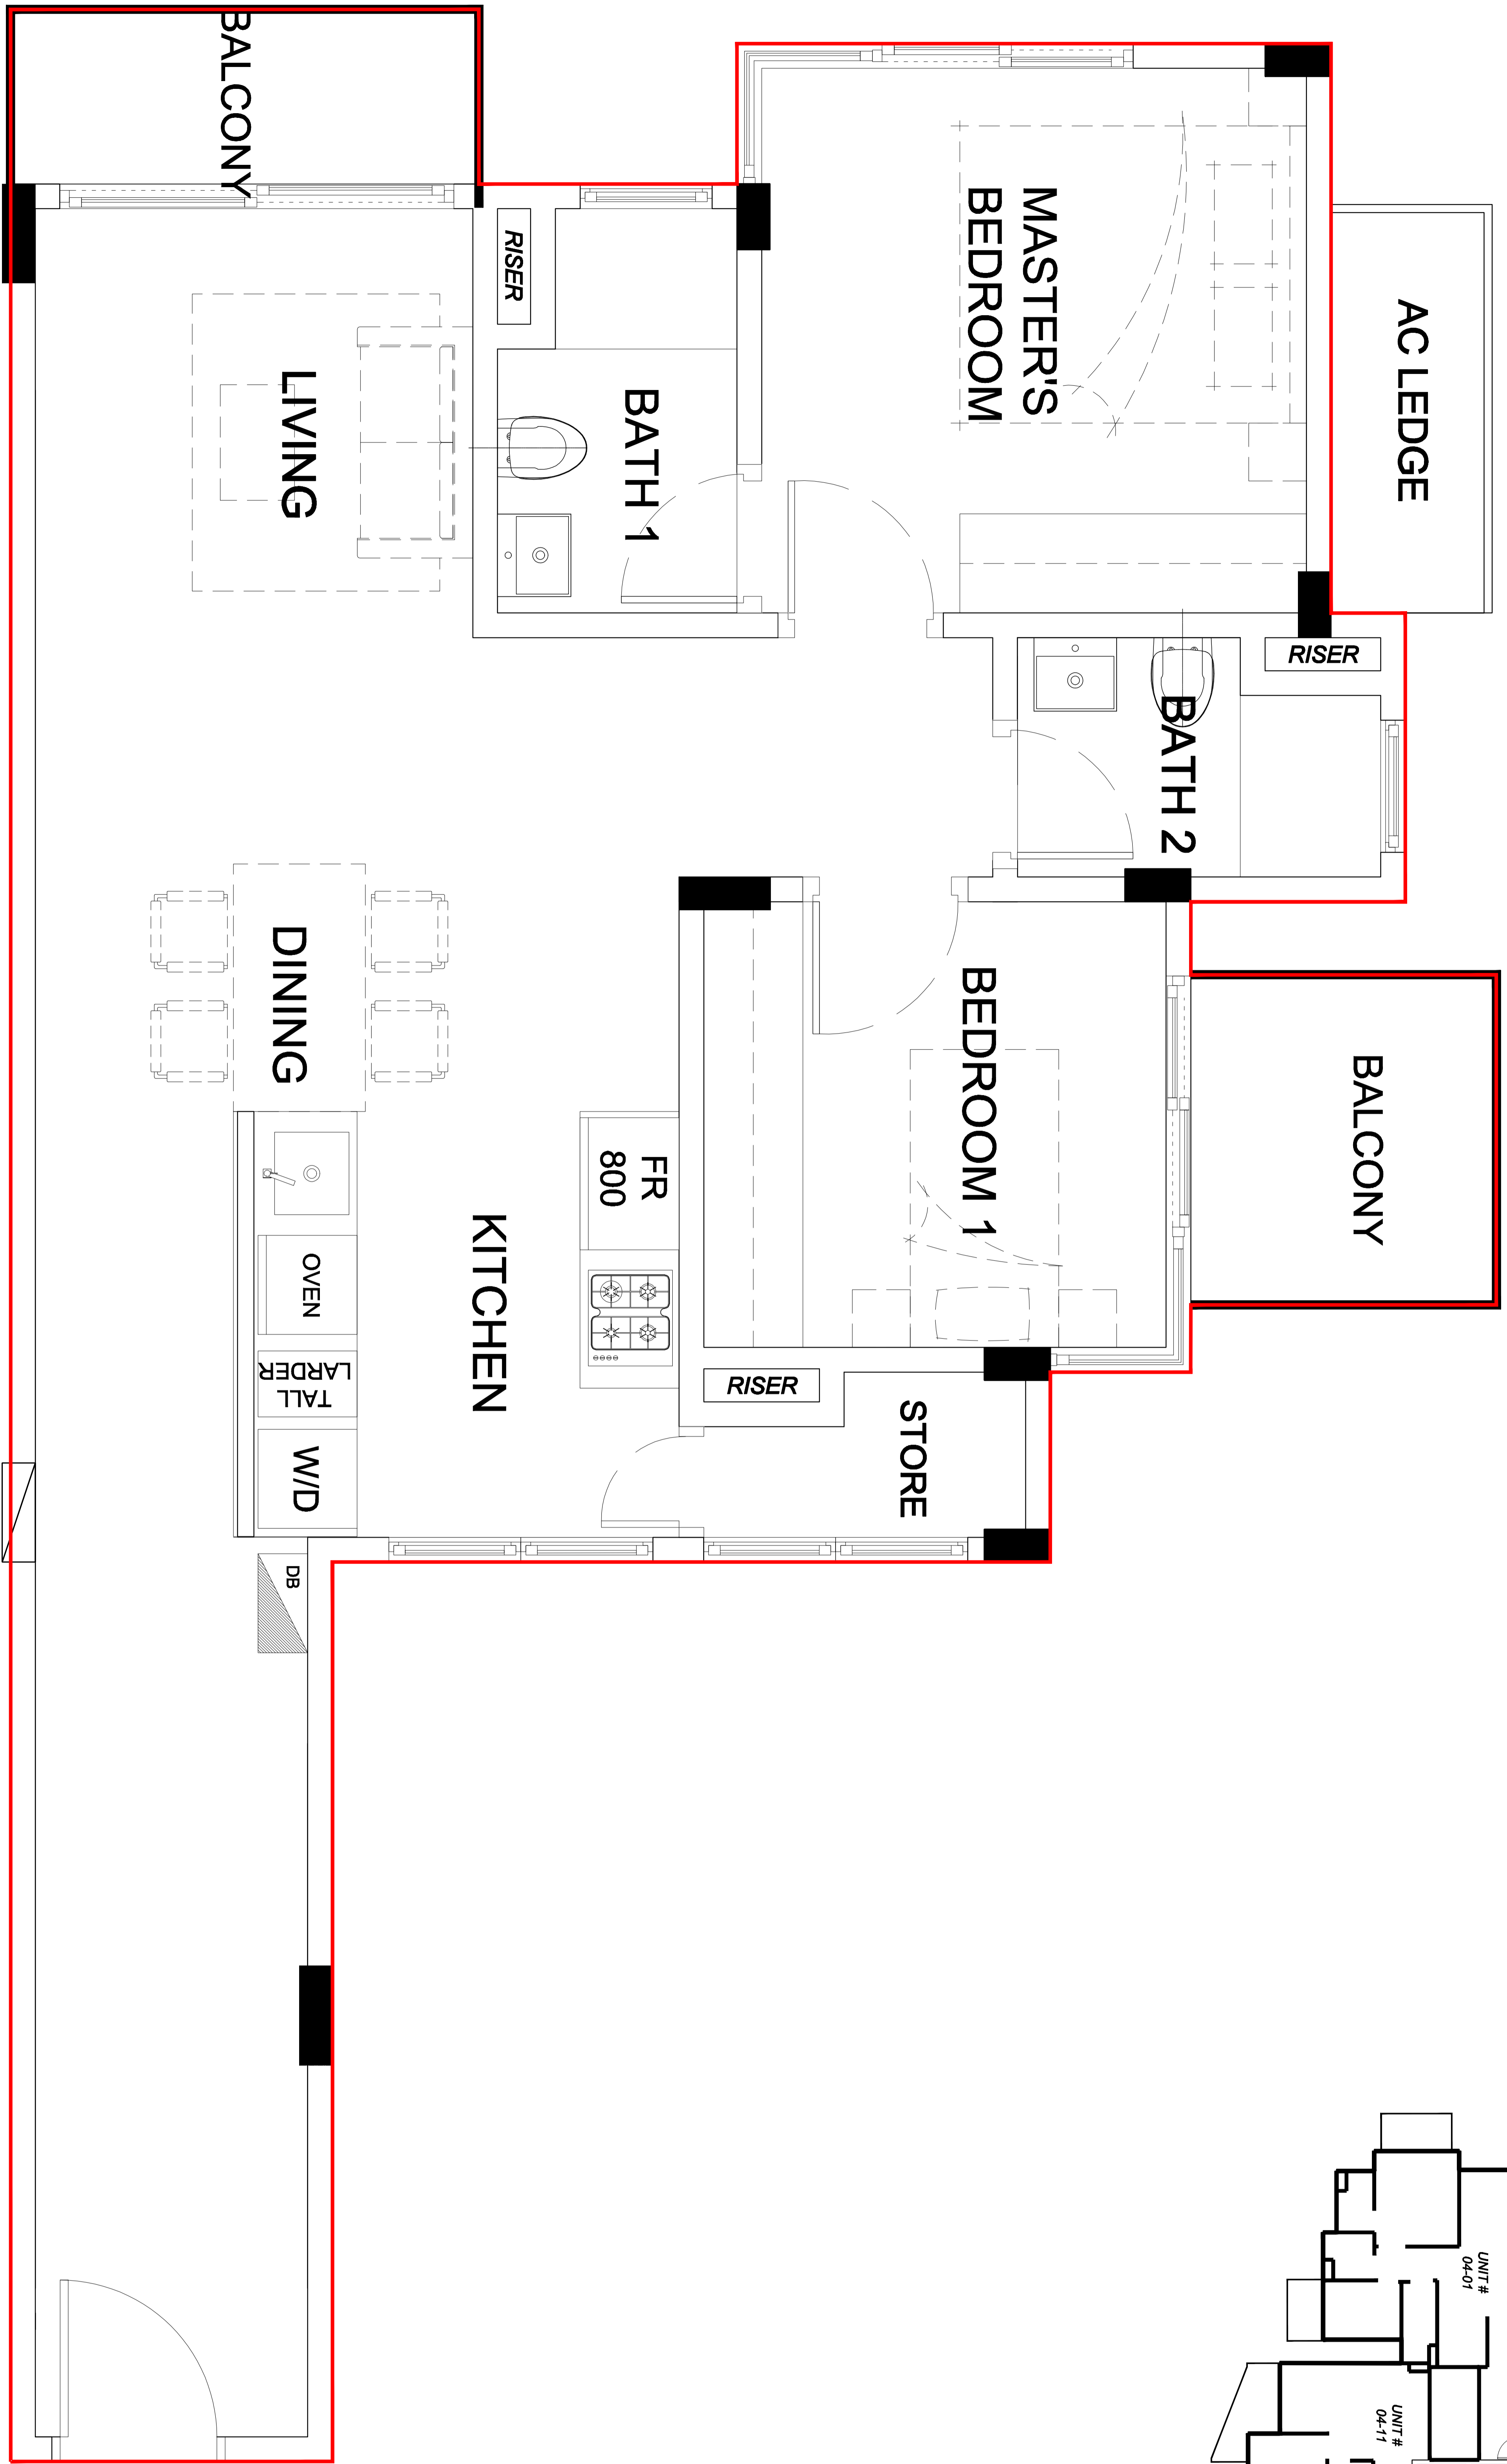 BALCONY
MASTER'S
BEDROOM
RISER
AC LEDGE
LIVING
BATH 1
RISER
BATH 2
DINING
BEDROOM 1
BALCONY
FR
800
KITCHEN
OVEN
TALL
LARDER
RISER
STORE
W/D
DB
UNIT #
04-01
UNIT #
04-11